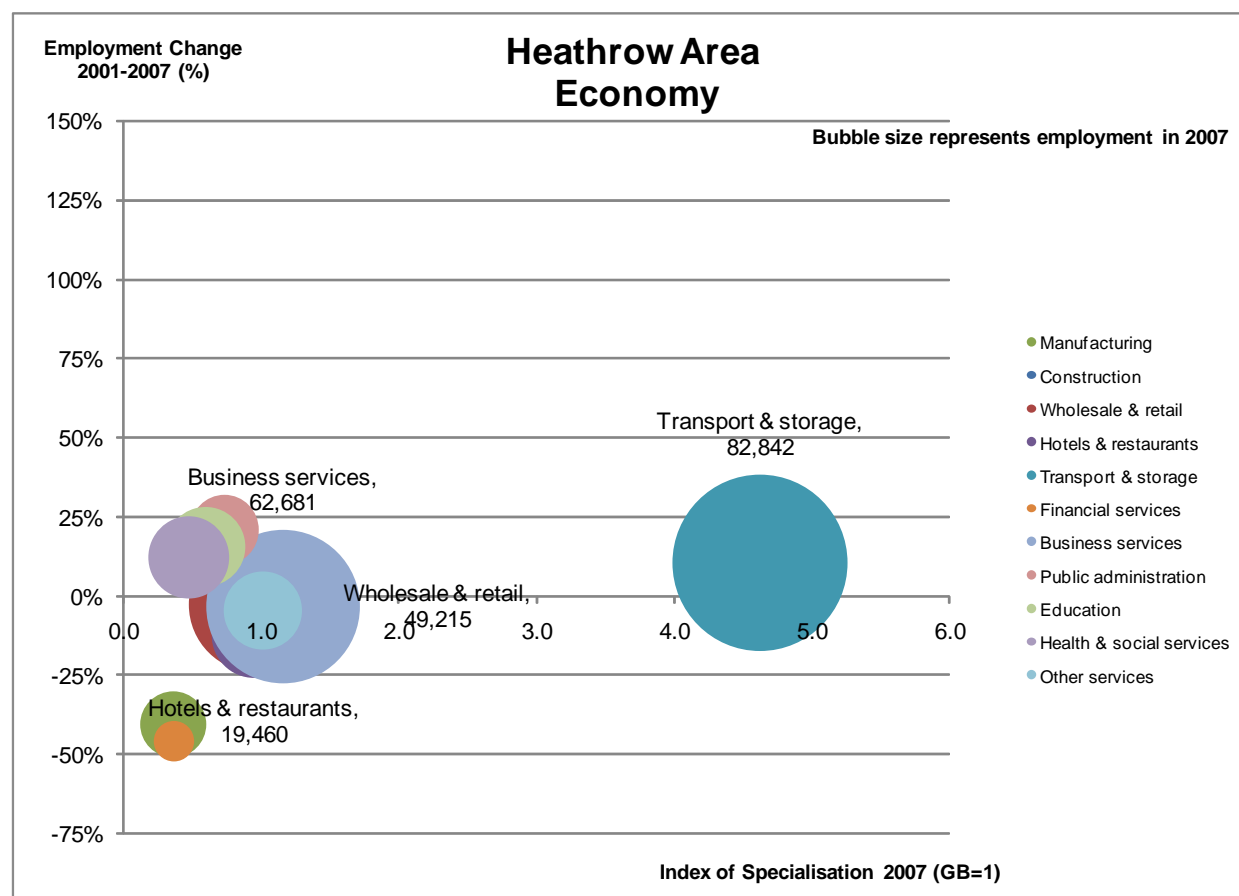 Employment Change
2001-2007 (%)
Heathrow Area
Economy
Bubble size represents employment in 2007
150%
125%
100%
75%
50%
25%
0%
-25%
-50%
-75%
0.0
1.0
2.0
3.0
4.0
5.0
6.0
Transport & storage,
82,842
Business services,
62,681
Wholesale & retail,
49,215
Hotels & restaurants,
19,460
Manufacturing
Construction
Wholesale & retail
Hotels & restaurants
Transport & storage
Financial services
Business services
Public administration
Education
Health & social services
Other services
Index of Specialisation 2007 (GB=1)